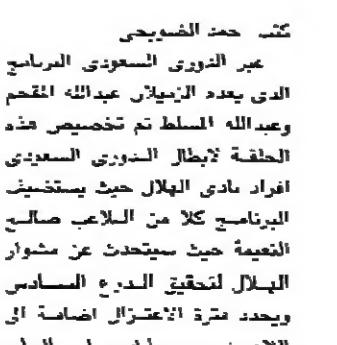 كتب حمد الضويحي
عبر الدوري السعودي البرنامج
الذي يعده الزميلان عبدالله المقحم
وعبدالله المسلط تم تخصيص هذه
الحلقة لابطال الدوري السعودي
افراد نادي الهلال حيث يستضيف
البرنامج كلا من اللاعب صالح
النعيمة حيث سيتحدث عن مشوار
الهلال لتحقيق الدرع السادس
ويحدد فترة الاعتزال اضافة الى